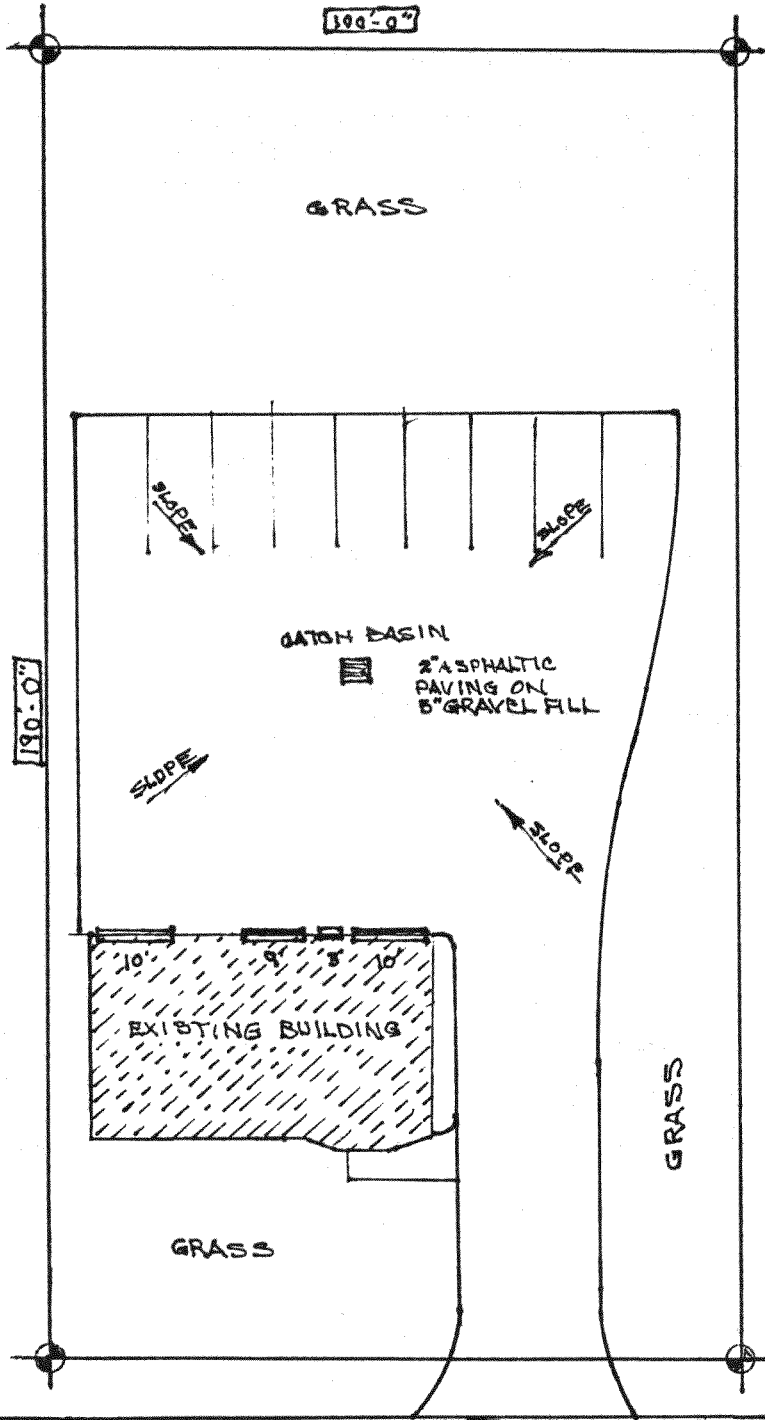 100'-0"
GRASS
SLOPE
SLOPE
CATCH BASIN
2" ASPHALTIC
PAVING ON
5" GRAVEL FILL
190'-0"
SLOPE
SLOPE
10'
9'
3'
10'
EXISTING BUILDING
GRASS
GRASS